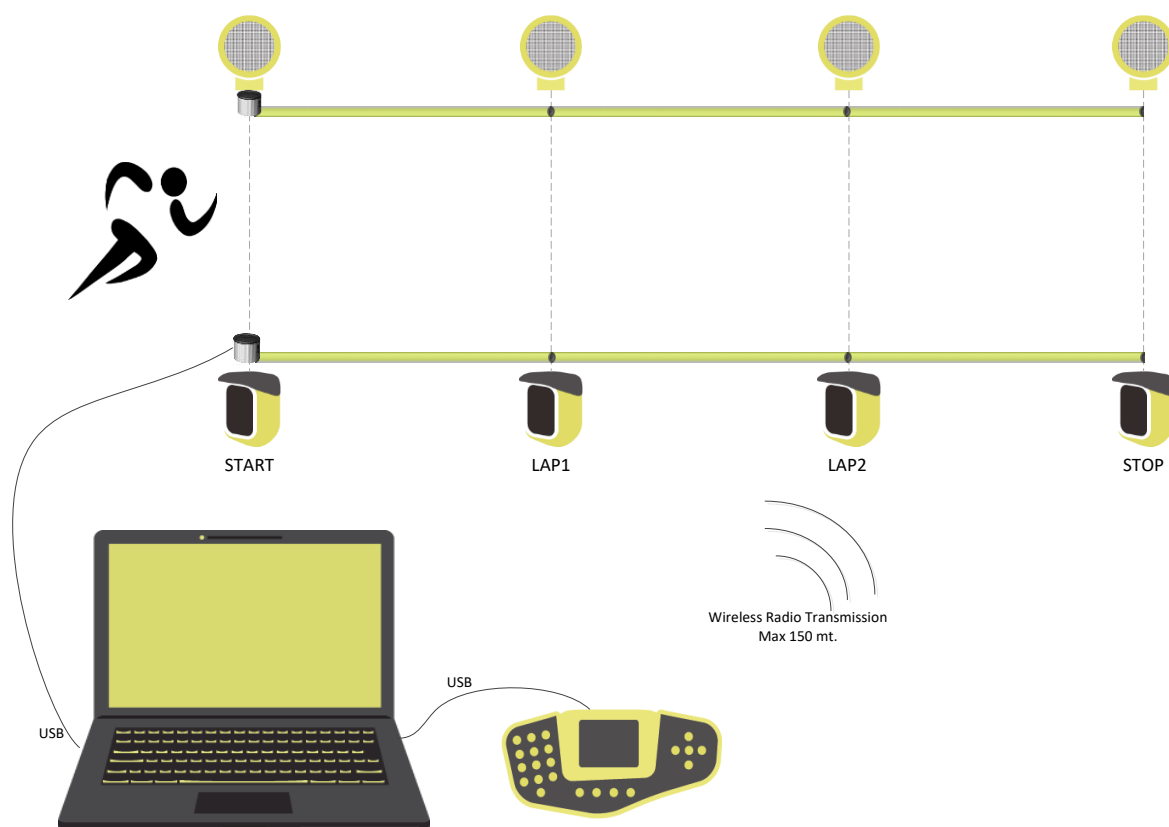 START
LAP1
LAP2
STOP
Wireless Radio Transmission
Max 150 mt.
USB
USB